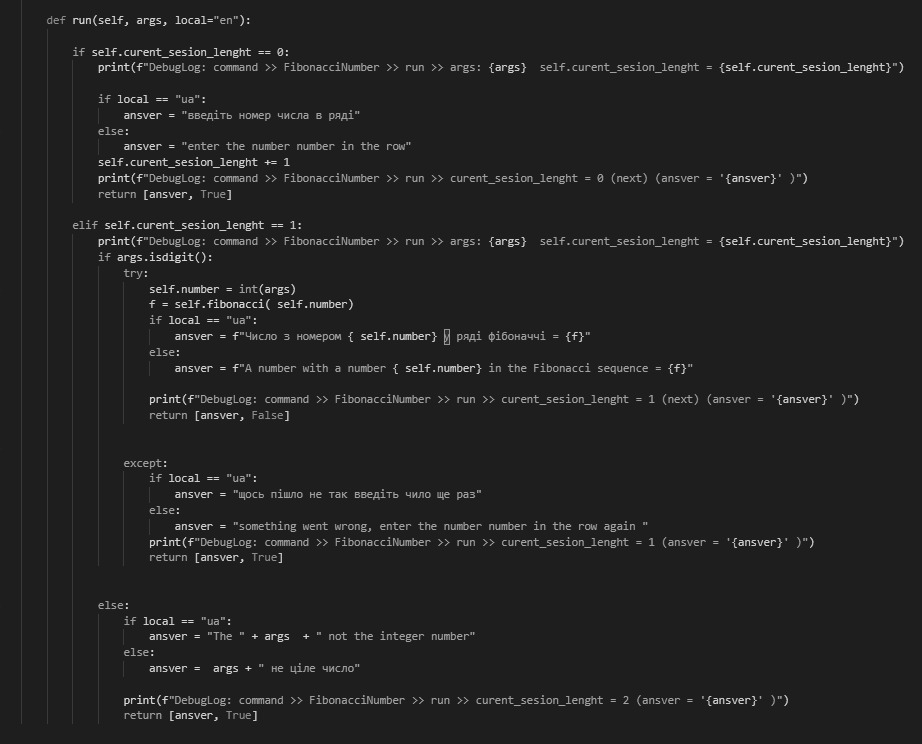 def run(self, args, local="en"):
if self.curent_sesion_lenght == 0:
print(f"DebugLog: command >> FibonacciNumber >> run >> args: {args}  self.curent_sesion_lenght = {self.curent_sesion_lenght}")
if local == "ua":
ansver = "введіть номер числа в ряді"
else:
ansver = "enter the number number in the row"
self.curent_sesion_lenght += 1
print(f"DebugLog: command >> FibonacciNumber >> run >> curent_sesion_lenght = 0 (next) (ansver = '{ansver}' )")
return [ansver, True]
elif self.curent_sesion_lenght == 1:
print(f"DebugLog: command >> FibonacciNumber >> run >> args: {args}  self.curent_sesion_lenght = {self.curent_sesion_lenght}")
if args.isdigit():
try:
self.number = int(args)
f = self.fibonacci( self.number)
if local == "ua":
ansver = f"Число з номером { self.number} у ряді фібоначчі = {f}"
else:
ansver = f"A number with a number { self.number} in the Fibonacci sequence = {f}"
print(f"DebugLog: command >> FibonacciNumber >> run >> curent_sesion_lenght = 1 (next) (ansver = '{ansver}' )")
return [ansver, False]
except:
if local == "ua":
ansver = "щось пішло не так введіть чило ще раз"
else:
ansver = "something went wrong, enter the number number in the row again "
print(f"DebugLog: command >> FibonacciNumber >> run >> curent_sesion_lenght = 1 (ansver = '{ansver}' )")
return [ansver, True]
else:
if local == "ua":
ansver = "The " + args  + " not the integer number"
else:
ansver =  args + " не ціле число"
print(f"DebugLog: command >> FibonacciNumber >> run >> curent_sesion_lenght = 2 (ansver = '{ansver}' )")
return [ansver, True]